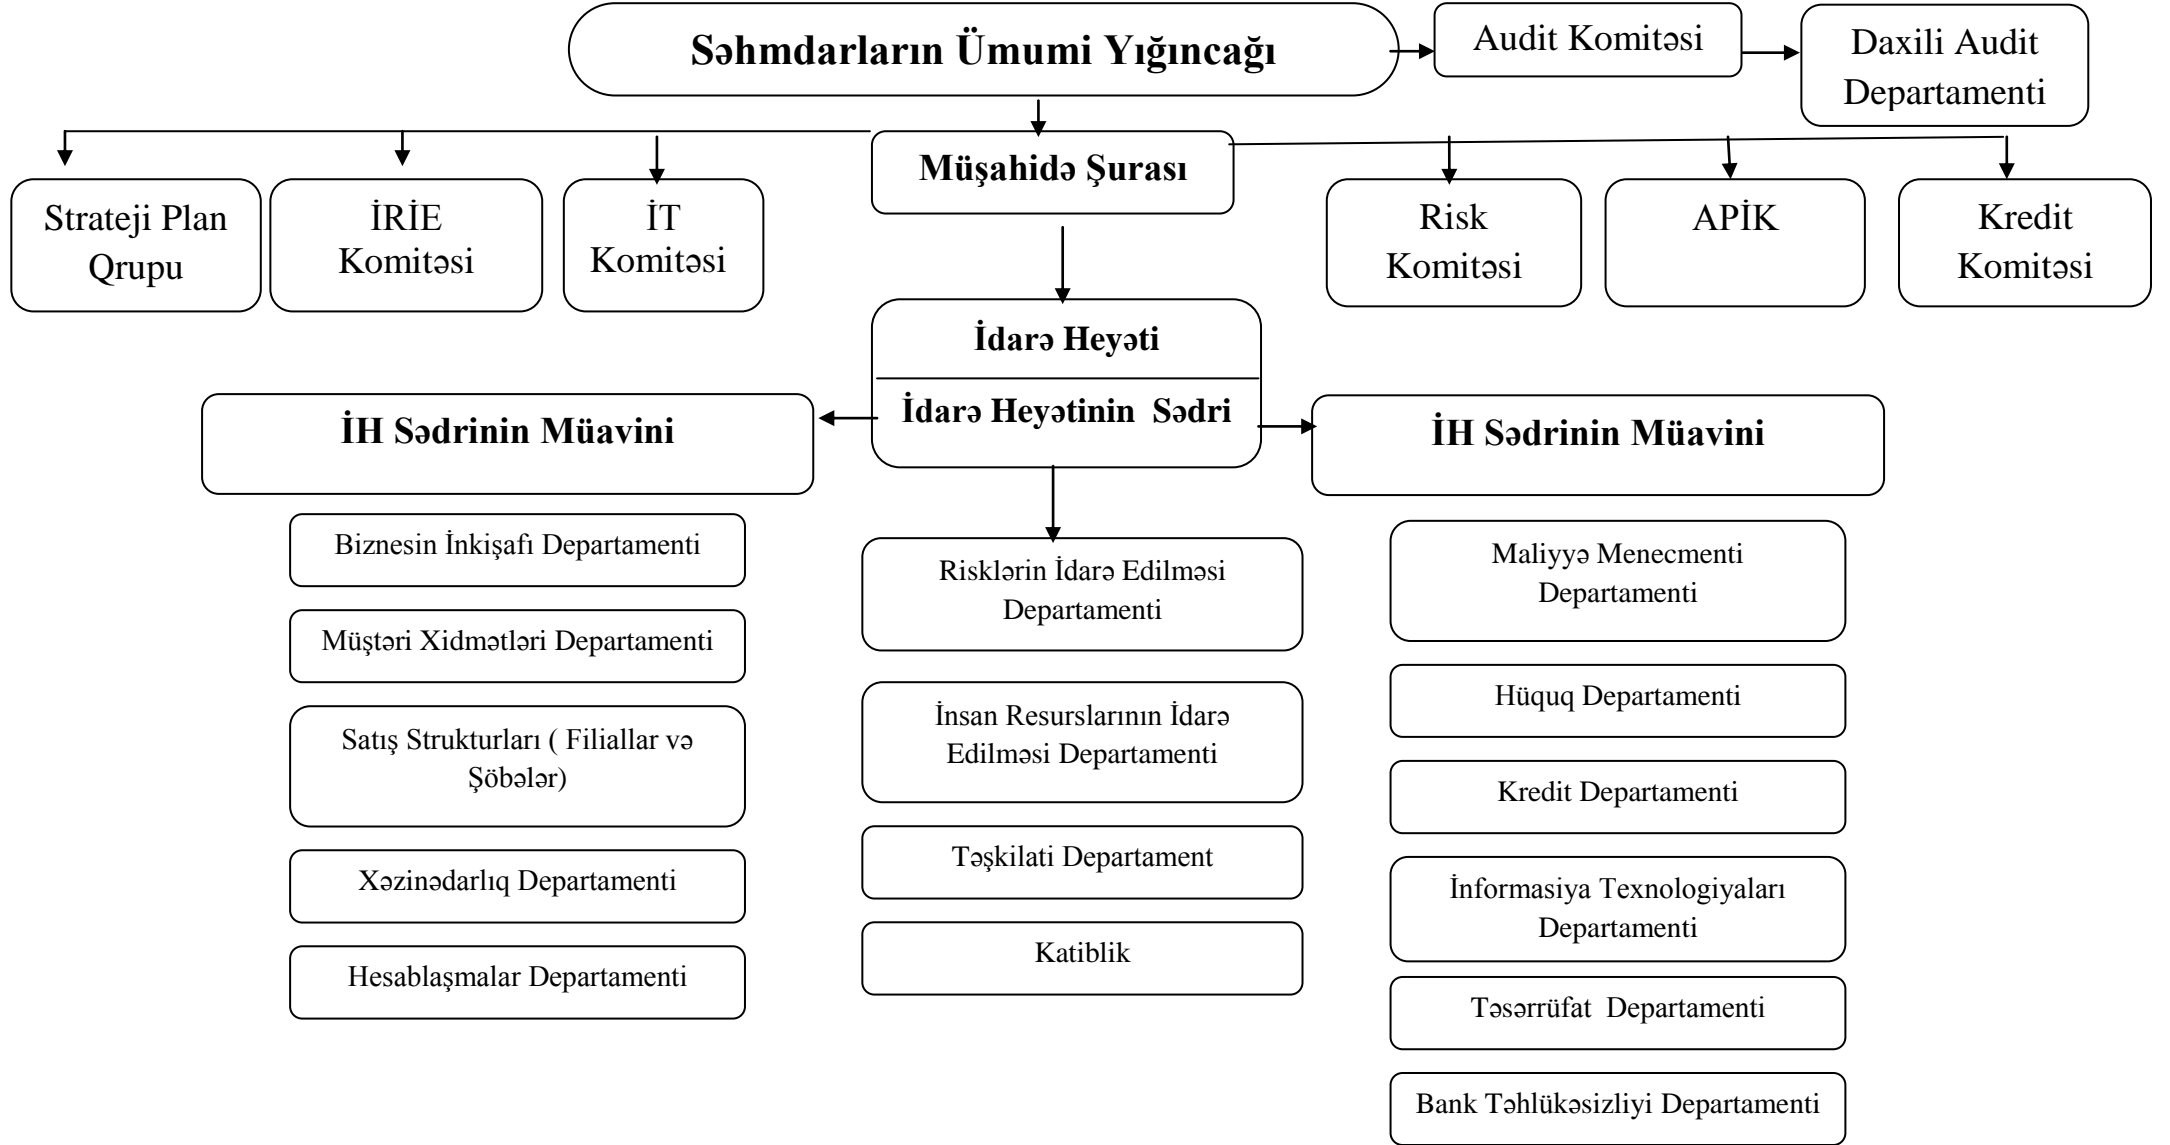 Səhmdarların Ümumi Yığıncağı
Audit Komitəsi
Daxili Audit
Departamenti
Müşahidə Şurası
Strateji Plan
Qrupu
İRİE
Komitəsi
İT
Komitəsi
Risk
Komitəsi
APİK
Kredit
Komitəsi
İdarə Heyəti
İdarə Heyətinin Sədri
İH Sədrinin Müavini
İH Sədrinin Müavini
Biznesin İnkişafı Departamenti
Müştəri Xidmətləri Departamenti
Satış Strukturları ( Filiallar və
Şöbələr)
Xəzinədarlıq Departamenti
Hesablaşmalar Departamenti
Risklərin İdarə Edilməsi
Departamenti
İnsan Resurslarının İdarə
Edilməsi Departamenti
Təşkilati Departament
Katiblik
Maliyyə Menecmenti
Departamenti
Hüquq Departamenti
Kredit Departamenti
İnformasiya Texnologiyaları
Departamenti
Təsərrüfat Departamenti
Bank Təhlükəsizliyi Departamenti